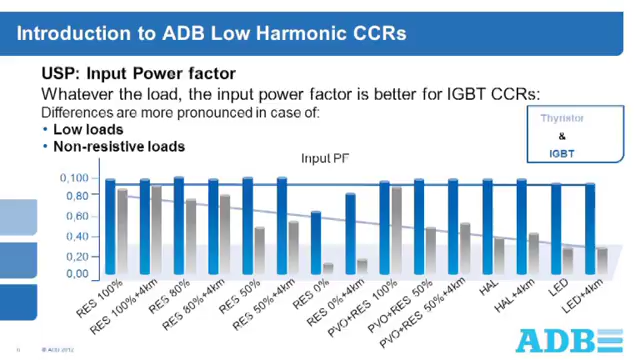 Introduction to ADB Low Harmonic CCRs
USP: Input Power factor
Whatever the load, the input power factor is better for IGBT CCRs:
Differences are more pronounced in case of:
• Low loads
• Non-resistive loads
Thyristor
&
IGBT
Input PF
0,100
0,80
0,60
0,40
0,20
0,00
RES 100%
RES 100%+4km
RES 80%
RES 80%+4km
RES 50%
RES 50%+4km
RES 0%
RES 0%+4km
PVO+RES 100%
PVO+RES 50%
PVO+RES 50%+4km
HAL
HAL+4km
LED
LED+4km
© ADB 2012
ADB